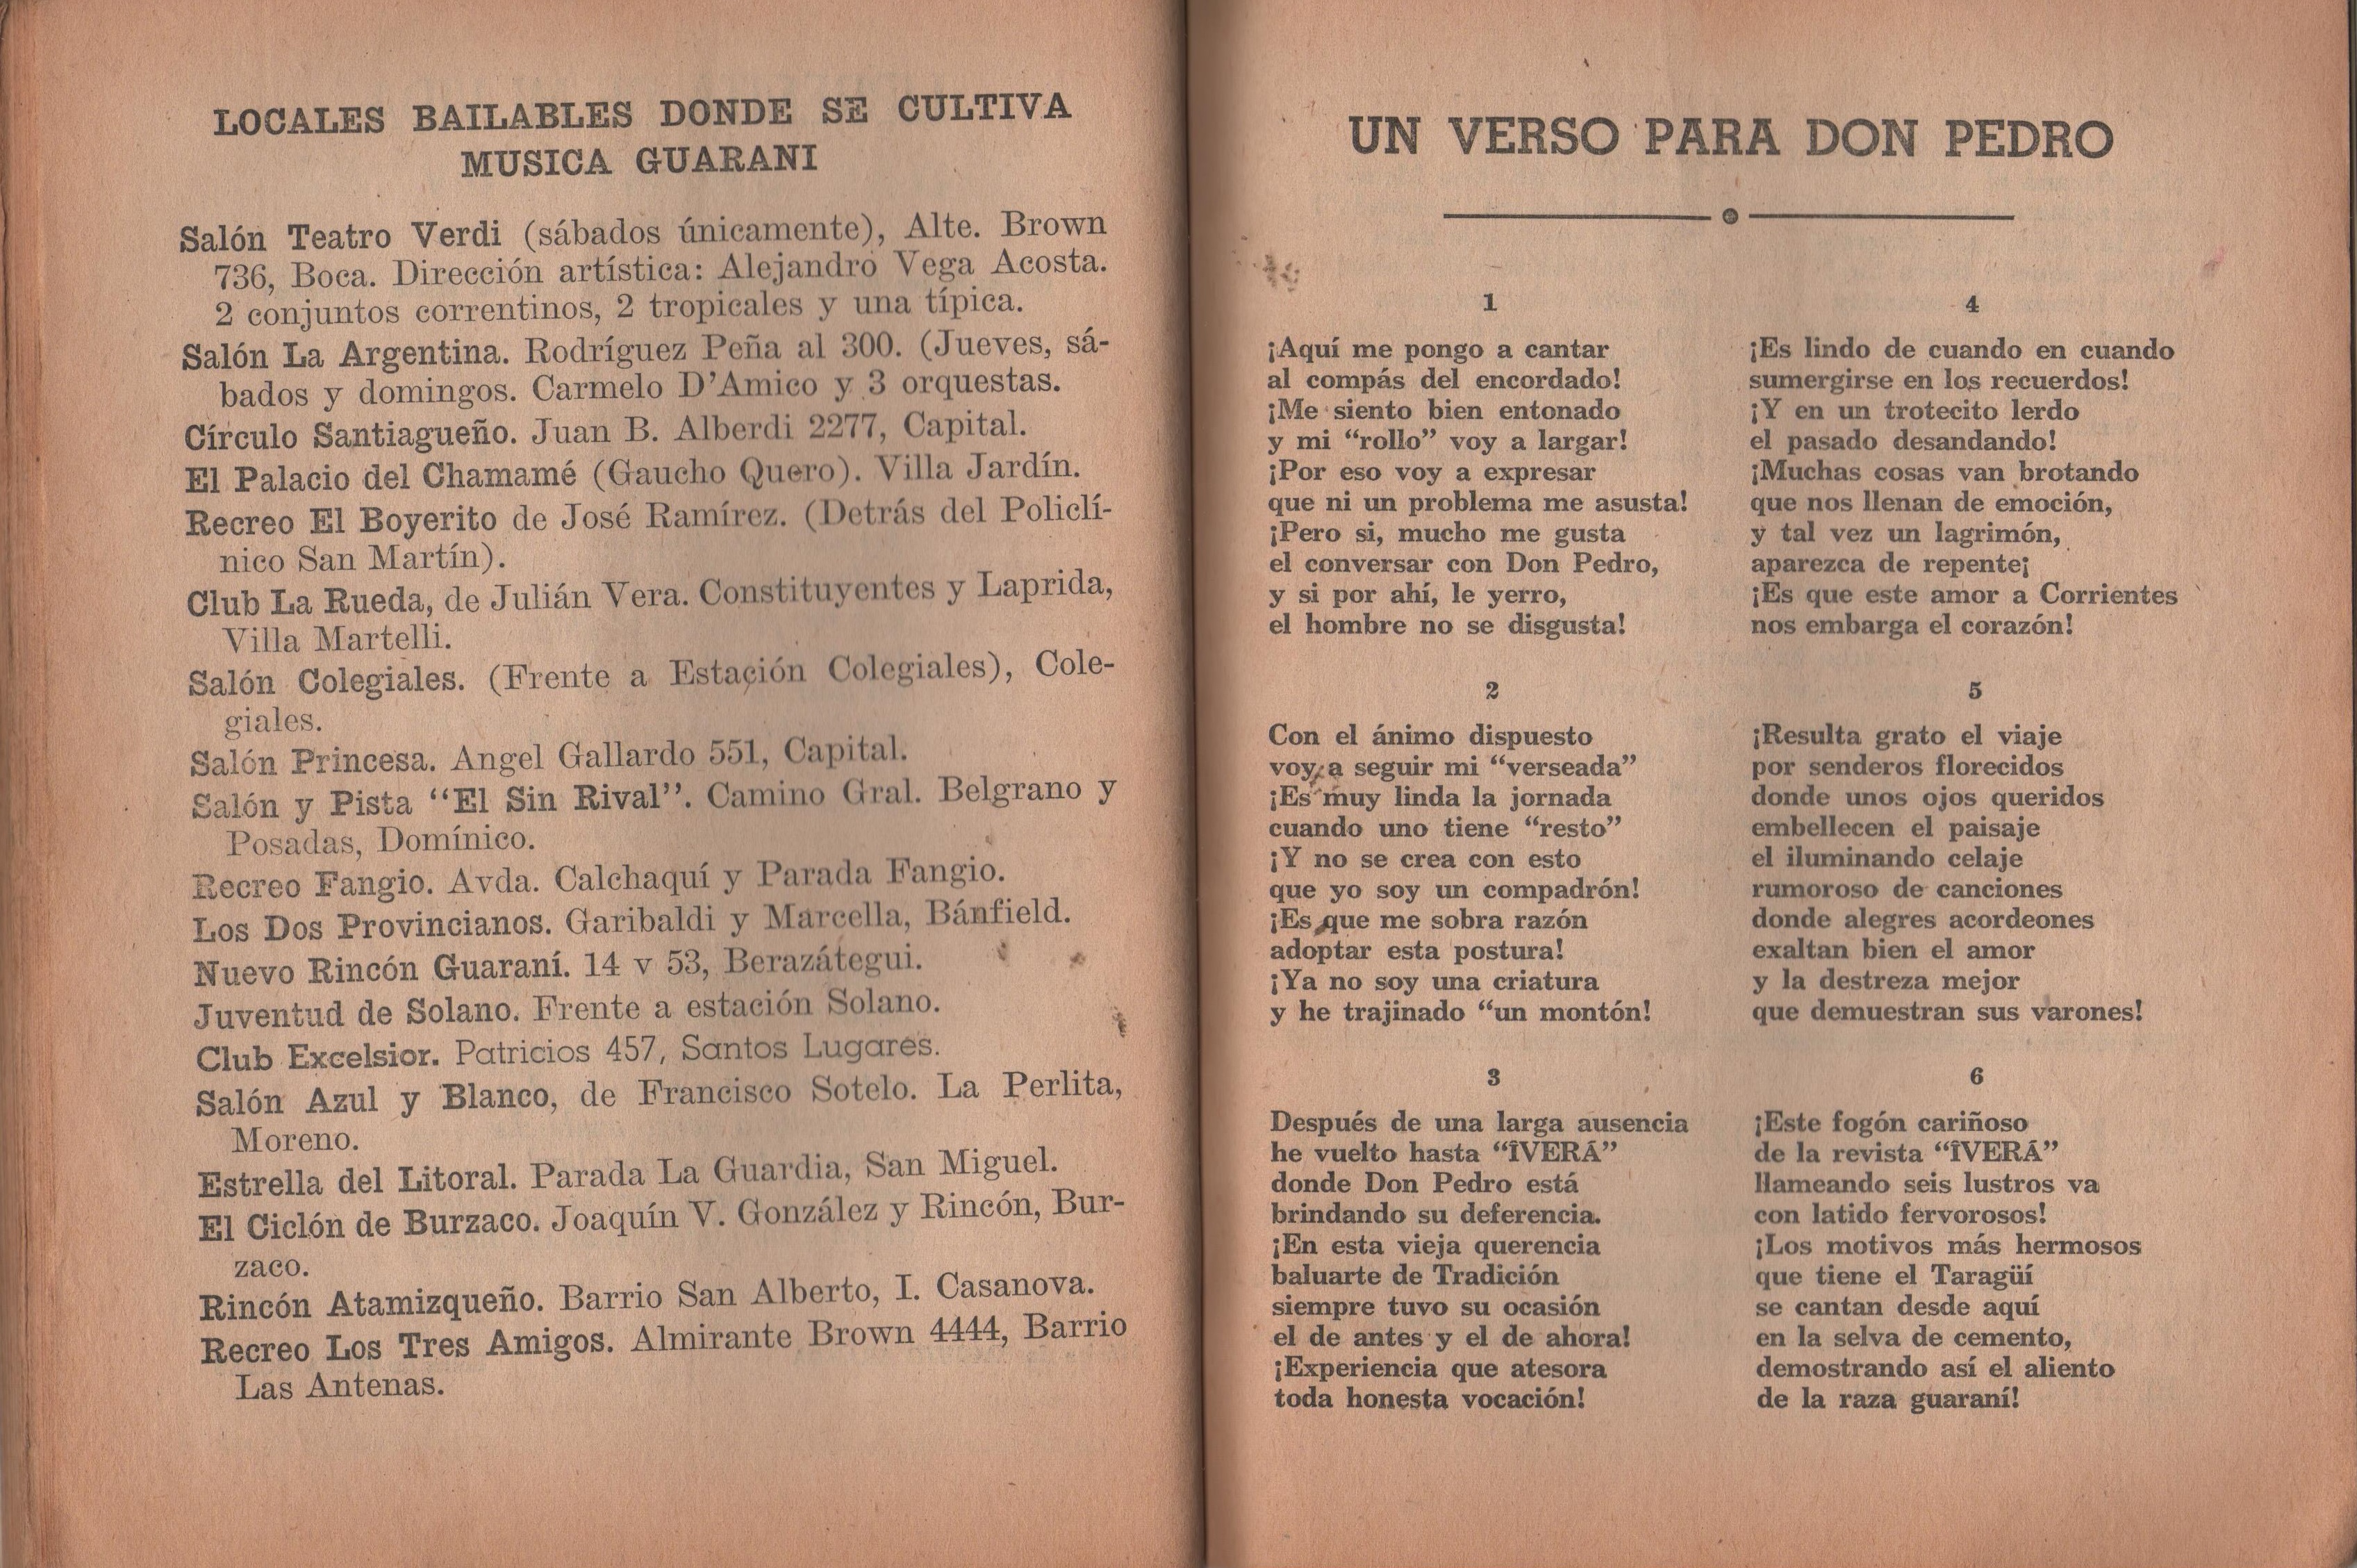 LOCALES BAILABLES DONDE SE CULTIVA
MUSICA GUARANI
Salón Teatro Verdi (sábados únicamente), Alte. Brown
736, Boca. Dirección artística: Alejandro Vega Acosta.
2 conjuntos correntinos, 2 tropicales y una típica.
Salón La Argentina. Rodríguez Peña al 300. (Jueves, sá-
bados y domingos. Carmelo D'Amico y 3 orquestas.
Círculo Santiagueño. Juan B. Alberdi 2277, Capital.
El Palacio del Chamamé (Gaucho Quero). Villa Jardín.
Recreo El Boyerito de José Ramírez. (Detrás del Policlí-
nico San Martín).
Club La Rueda, de Julián Vera. Constituyentes y Laprida,
Villa Martelli.
Salón Colegiales. (Frente a Estación Colegiales), Cole-
giales.
Salón Princesa. Angel Gallardo 551, Capital.
Salón y Pista “El Sin Rival”. Camino Gral. Belgrano y
Posadas, Domínico.
Recreo Fangio. Avda. Calchaquí y Parada Fangio.
Los Dos Provincianos. Garibaldi y Marcella, Bánfield.
Nuevo Rincón Guaraní. 14 v 53, Berazátegui.
Juventud de Solano. Frente a estación Solano.
Club Excelsior. Patricios 457, Santos Lugares.
Salón Azul y Blanco, de Francisco Sotelo. La Perlita,
Moreno.
Estrella del Litoral. Parada La Guardia, San Miguel.
El Ciclón de Burzaco. Joaquín V. González y Rincón, Bur-
zaco.
Rincón Atamizqueño. Barrio San Alberto, I. Casanova.
Recreo Los Tres Amigos. Almirante Brown 4444, Barrio
Las Antenas.
UN VERSO PARA DON PEDRO
1
¡Aquí me pongo a cantar
al compás del encordado!
¡Me siento bien entonado
y mi “rollo” voy a largar!
¡Por eso voy a expresar
que ni un problema me asusta!
¡Pero si, mucho me gusta
el conversar con Don Pedro,
y si por ahí, le yerro,
el hombre no se disgusta!
2
Con el ánimo dispuesto
voy a seguir mi “verseada”
¡Es muy linda la jornada
cuando uno tiene “resto”
¡Y no se crea con esto
que yo soy un compadrón!
¡Es que me sobra razón
adoptar esta postura!
¡Ya no soy una criatura
y he trajinado “un montón!
3
Después de una larga ausencia
he vuelto hasta “ÎVERÁ”
donde Don Pedro está
brindando su deferencia.
¡En esta vieja querencia
baluarte de Tradición
siempre tuvo su ocasión
el de antes y el de ahora!
¡Experiencia que atesora
toda honesta vocación!
4
¡Es lindo de cuando en cuando
sumergirse en los recuerdos!
¡Y en un trotecito lerdo
el pasado desandando!
¡Muchas cosas van brotando
que nos llenan de emoción,
y tal vez un lagrimón,
aparezca de repente¡
¡Es que este amor a Corrientes
nos embarga el corazón!
5
¡Resulta grato el viaje
por senderos florecidos
donde unos ojos queridos
embellecen el paisaje
el iluminando celaje
rumoroso de canciones
donde alegres acordeones
exaltan bien el amor
y la destreza mejor
que demuestran sus varones!
6
¡Este fogón cariñoso
de la revista “ÎVERÁ”
llameando seis lustros va
con latido fervorosos!
¡Los motivos más hermosos
que tiene el Taragüí
se cantan desde aquí
en la selva de cemento,
demostrando así el aliento
de la raza guaraní!